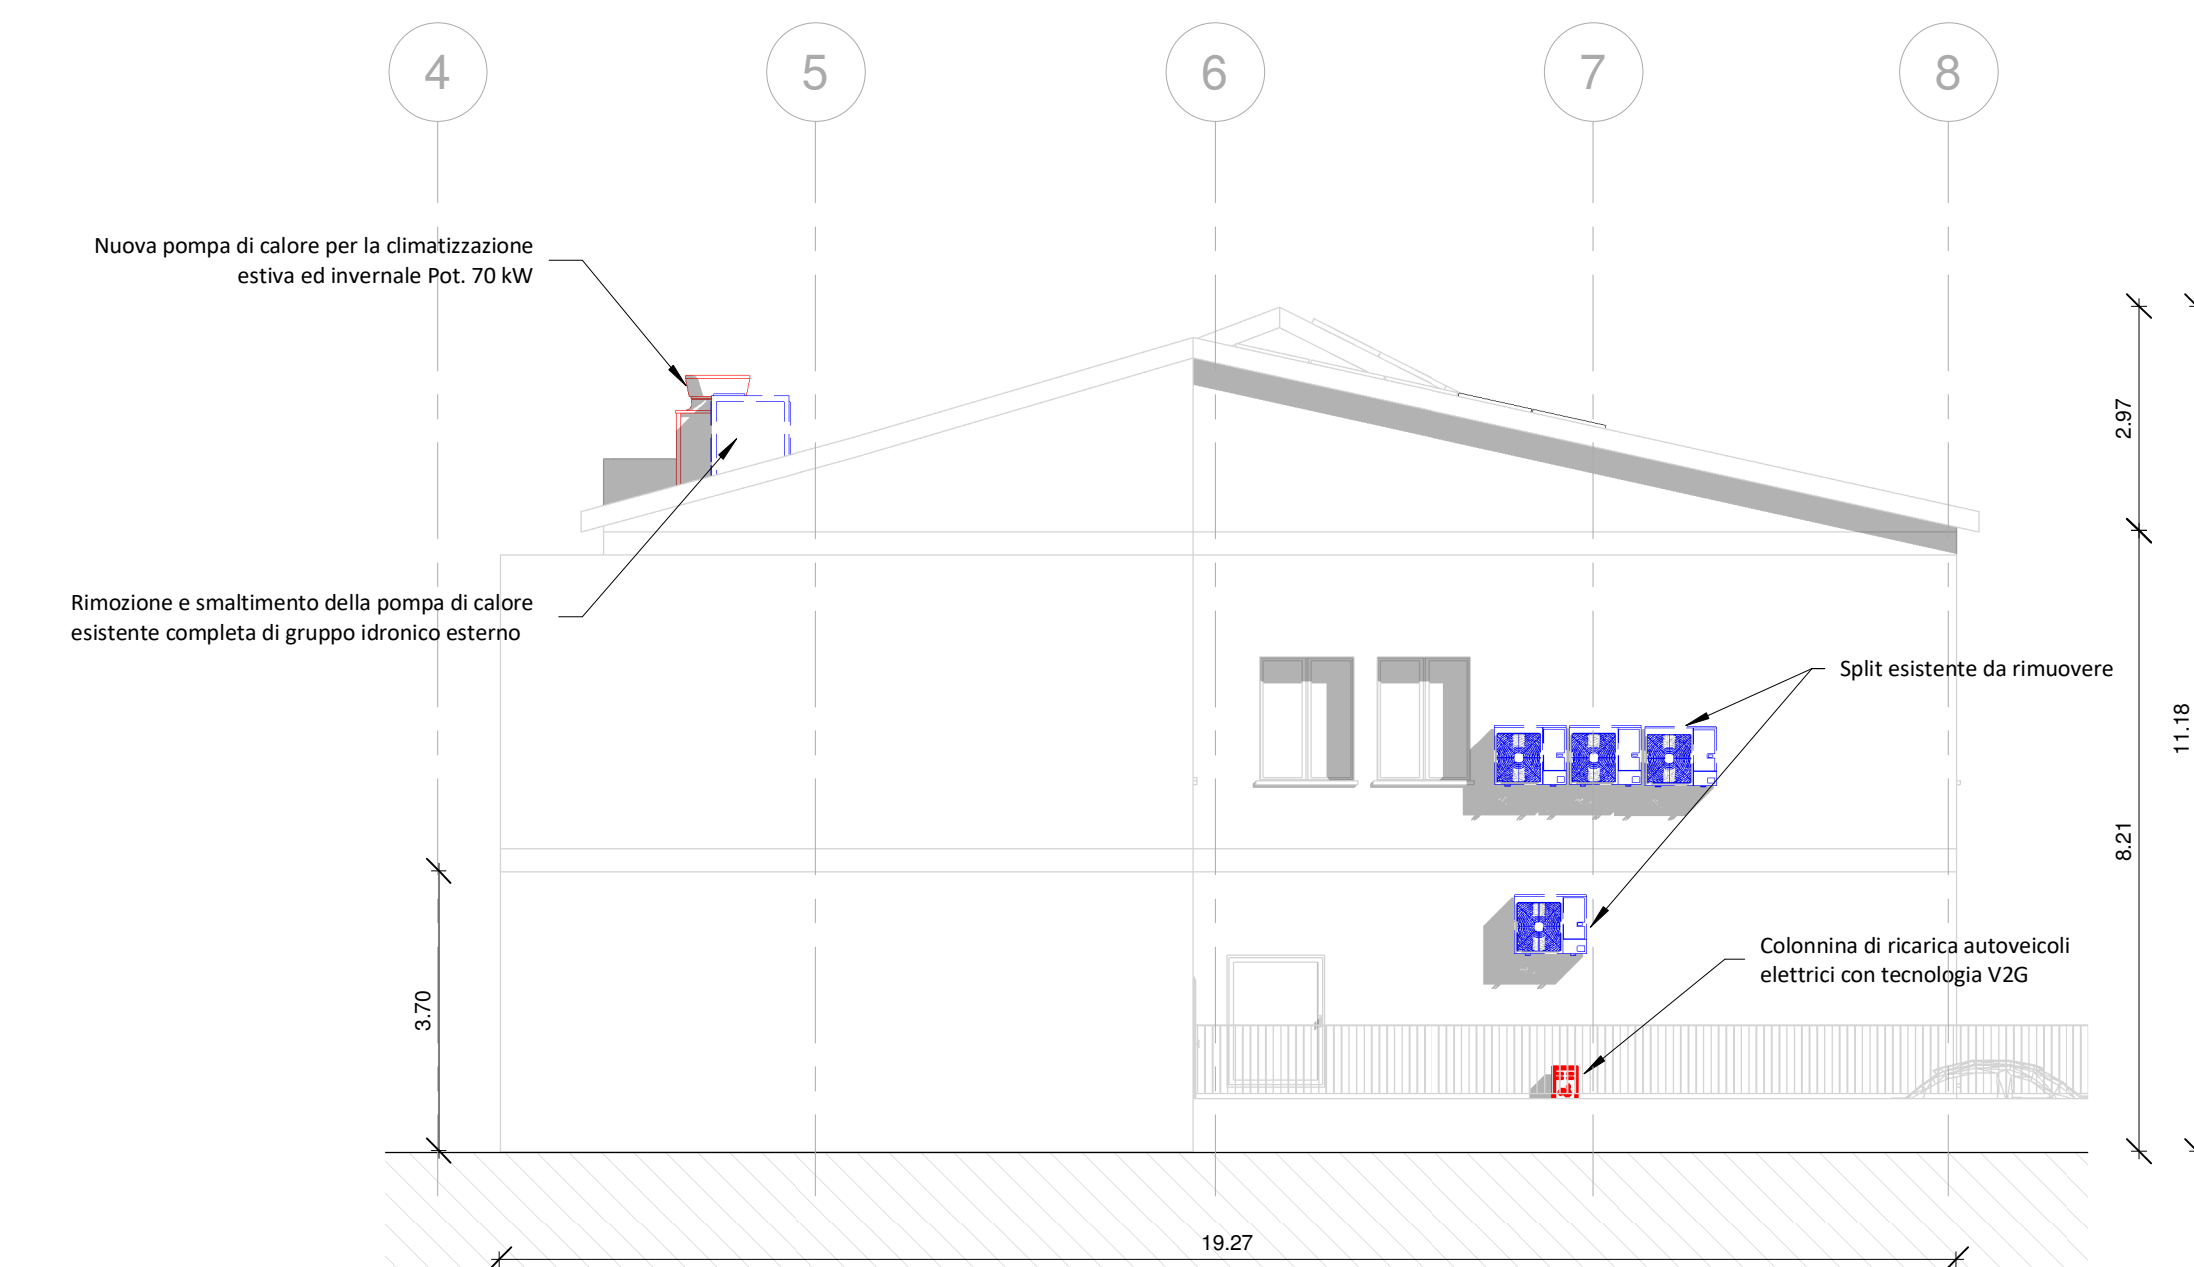 4
5
6
7
8
Nuova pompa di calore per la climatizzazione
estiva ed invernale Pot. 70 kW
2.97
Rimozione e smaltimento della pompa di calore
esistente completa di gruppo idronico esterno
Split esistente da rimuovere
11.18
8.21
Colonnina di ricarica autoveicoli
elettrici con tecnologia V2G
3.70
19.27